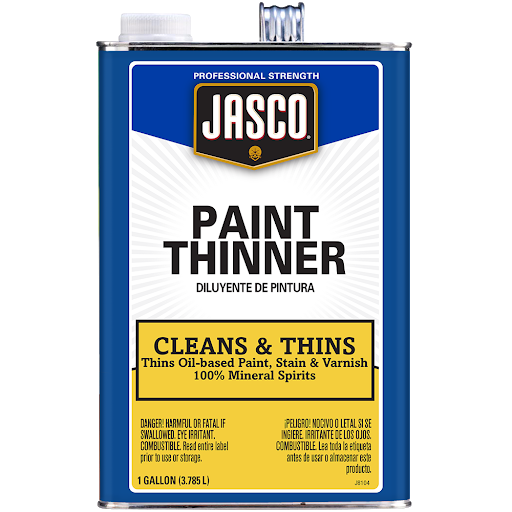 PROFESSIONAL STRENGTH
JASCO®
PAINT
THINNER
DILUYENTE DE PINTURA
CLEANS & THINS
Thins Oil-based Paint, Stain & Varnish
100% Mineral Spirits
DANGER! HARMFUL OR FATAL IF
SWALLOWED. EYE IRRITANT.
COMBUSTIBLE. Read entire label
prior to use or storage.
¡PELIGRO! NOCIVO O LETAL SI SE
INGIERE. IRRITANTE DE LOS OJOS.
COMBUSTIBLE. Lea toda la etiqueta
antes de usar o almacenar este
producto.
1 GALLON (3.785 L)
J8104